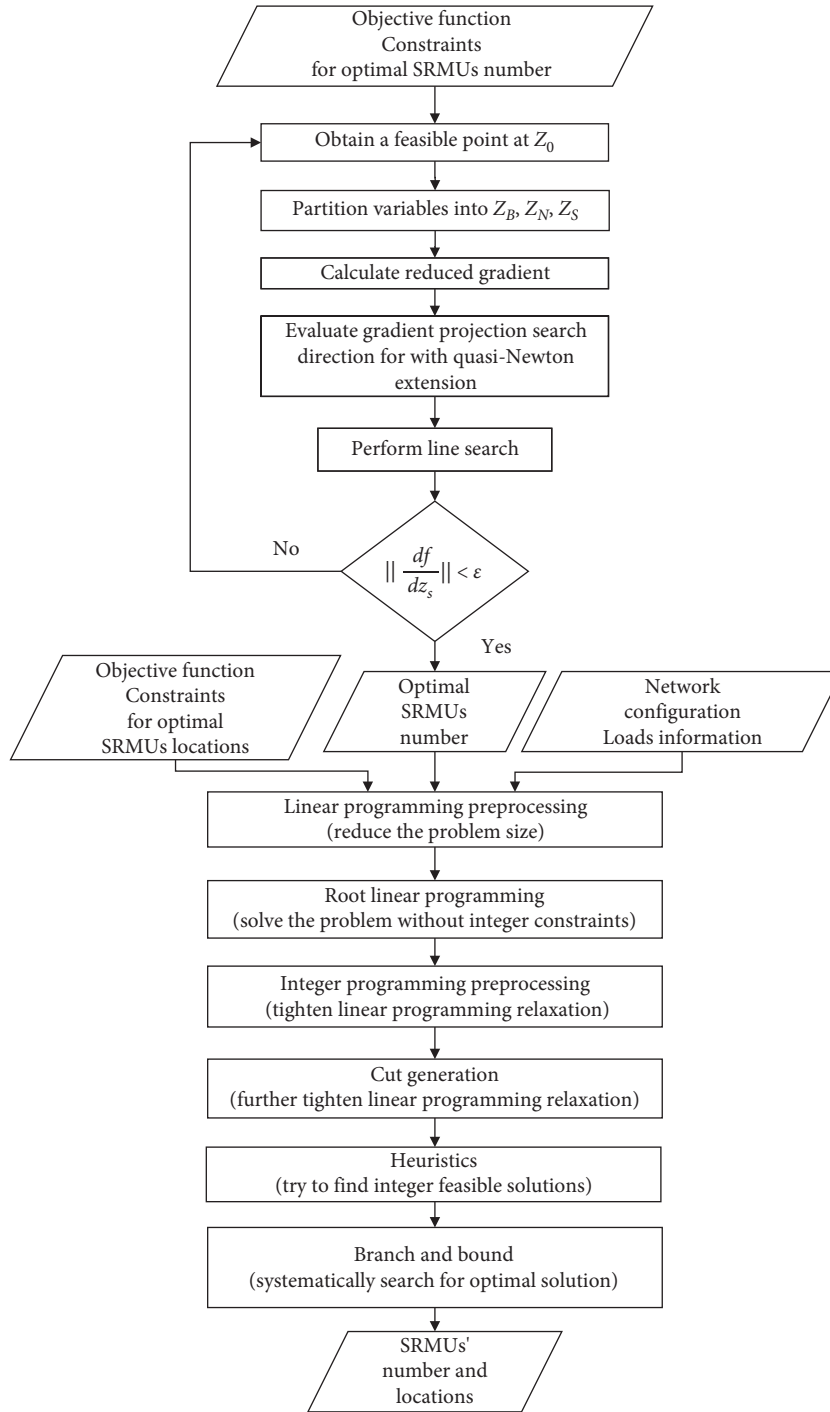 Objective function
Constraints
for optimal SRMUs number
Obtain a feasible point at Z₀
Partition variables into Z_B, Z_N, Z_S
Calculate reduced gradient
Evaluate gradient projection search
direction for with quasi-Newton
extension
Perform line search
No
|| df/dz_s || < ε
Yes
Objective function
Constraints
for optimal
SRMUs locations
Optimal
SRMUs
number
Network
configuration
Loads information
Linear programming preprocessing
(reduce the problem size)
Root linear programming
(solve the problem without integer constraints)
Integer programming preprocessing
(tighten linear programming relaxation)
Cut generation
(further tighten linear programming relaxation)
Heuristics
(try to find integer feasible solutions)
Branch and bound
(systematically search for optimal solution)
SRMUs'
number and
locations